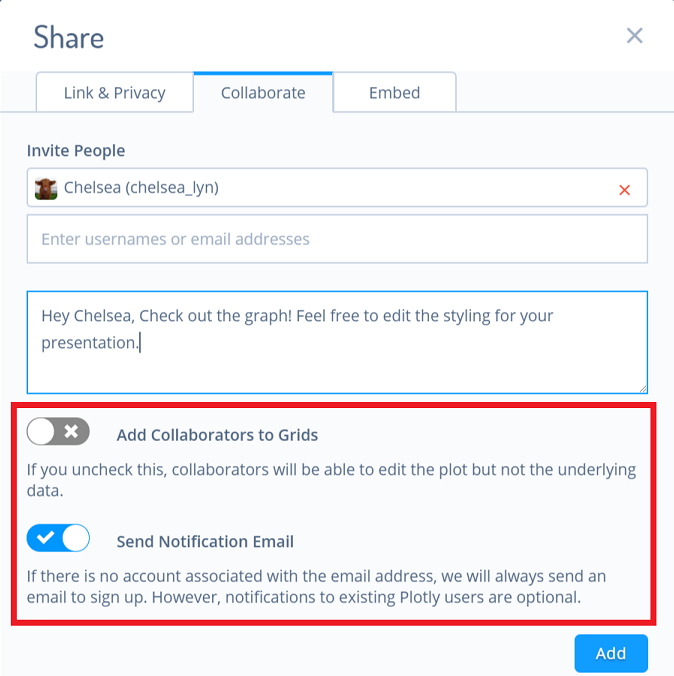 Share
Link & Privacy
Collaborate
Embed
Invite People
Chelsea (chelsea_lyn)
Enter usernames or email addresses
Hey Chelsea, Check out the graph! Feel free to edit the styling for your
presentation.
Add Collaborators to Grids
If you uncheck this, collaborators will be able to edit the plot but not the underlying
data.
Send Notification Email
If there is no account associated with the email address, we will always send an
email to sign up. However, notifications to existing Plotly users are optional.
Add